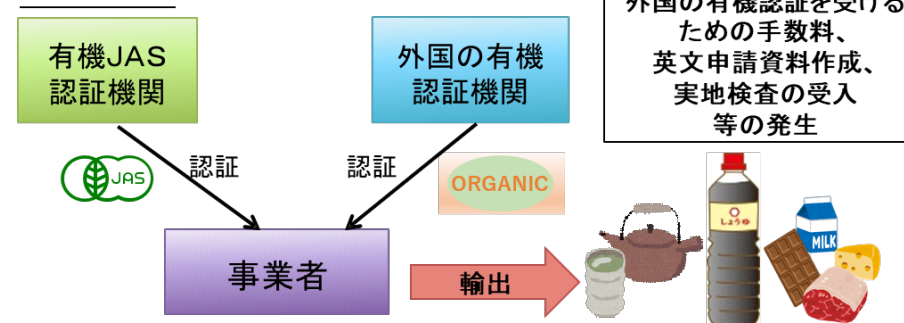 外国の有機認証を受ける
ための手数料、
英文申請資料作成、
実地検査の受入
等の発生
有機JAS
認証機関
外国の有機
認証機関
認証
認証
JAS
ORGANIC
しょうゆ
MILK
事業者
輸出